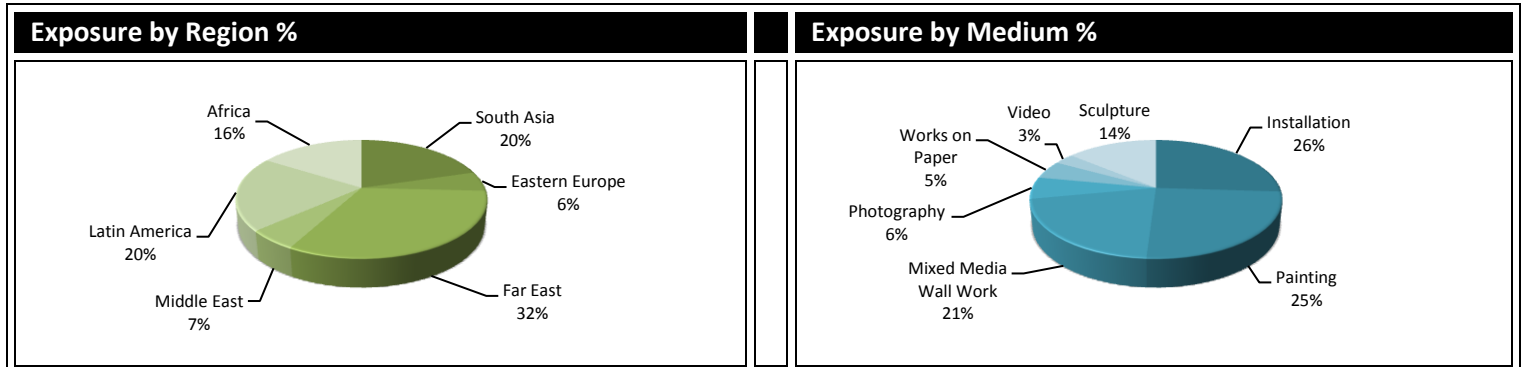 Exposure by Region %
Africa
16%
South Asia
20%
Eastern Europe
6%
Latin America
20%
Middle East
7%
Far East
32%
Exposure by Medium %
Video
3%
Sculpture
14%
Installation
26%
Works on
Paper
5%
Photography
6%
Mixed Media
Wall Work
21%
Painting
25%